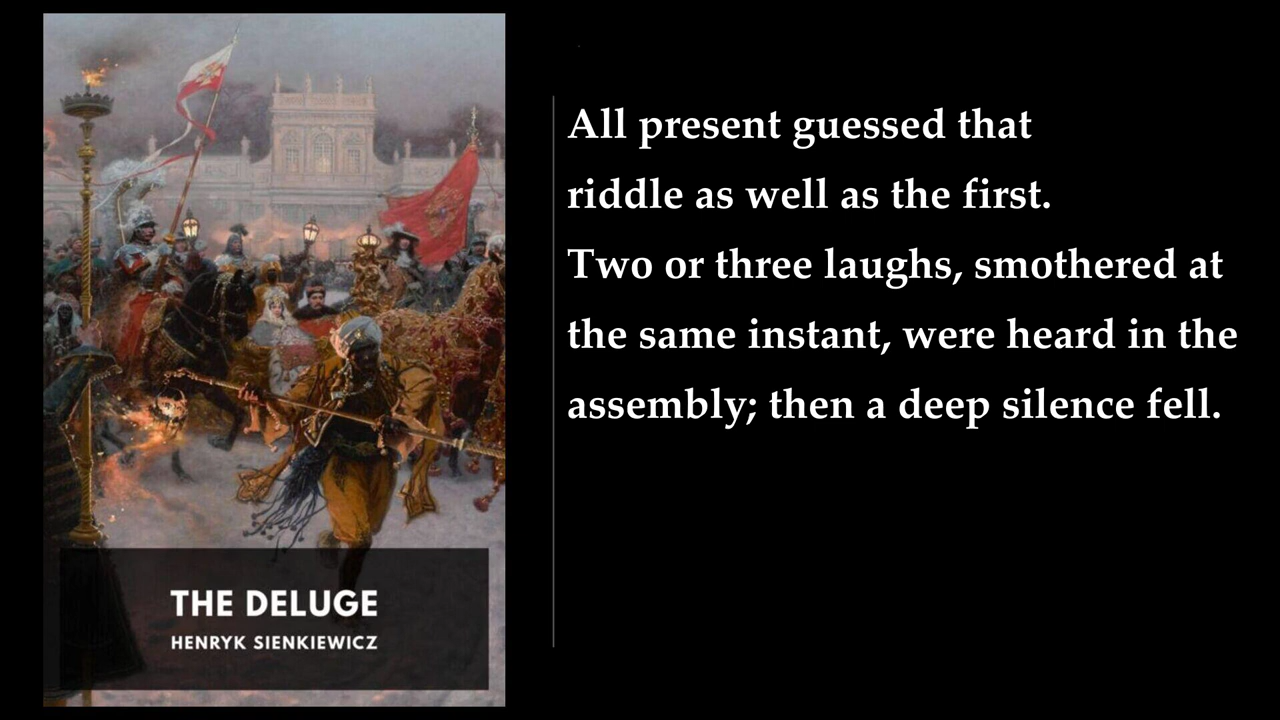 THE DELUGE
HENRYK SIENKIEWICZ
All present guessed that
riddle as well as the first.
Two or three laughs, smothered at
the same instant, were heard in the
assembly; then a deep silence fell.